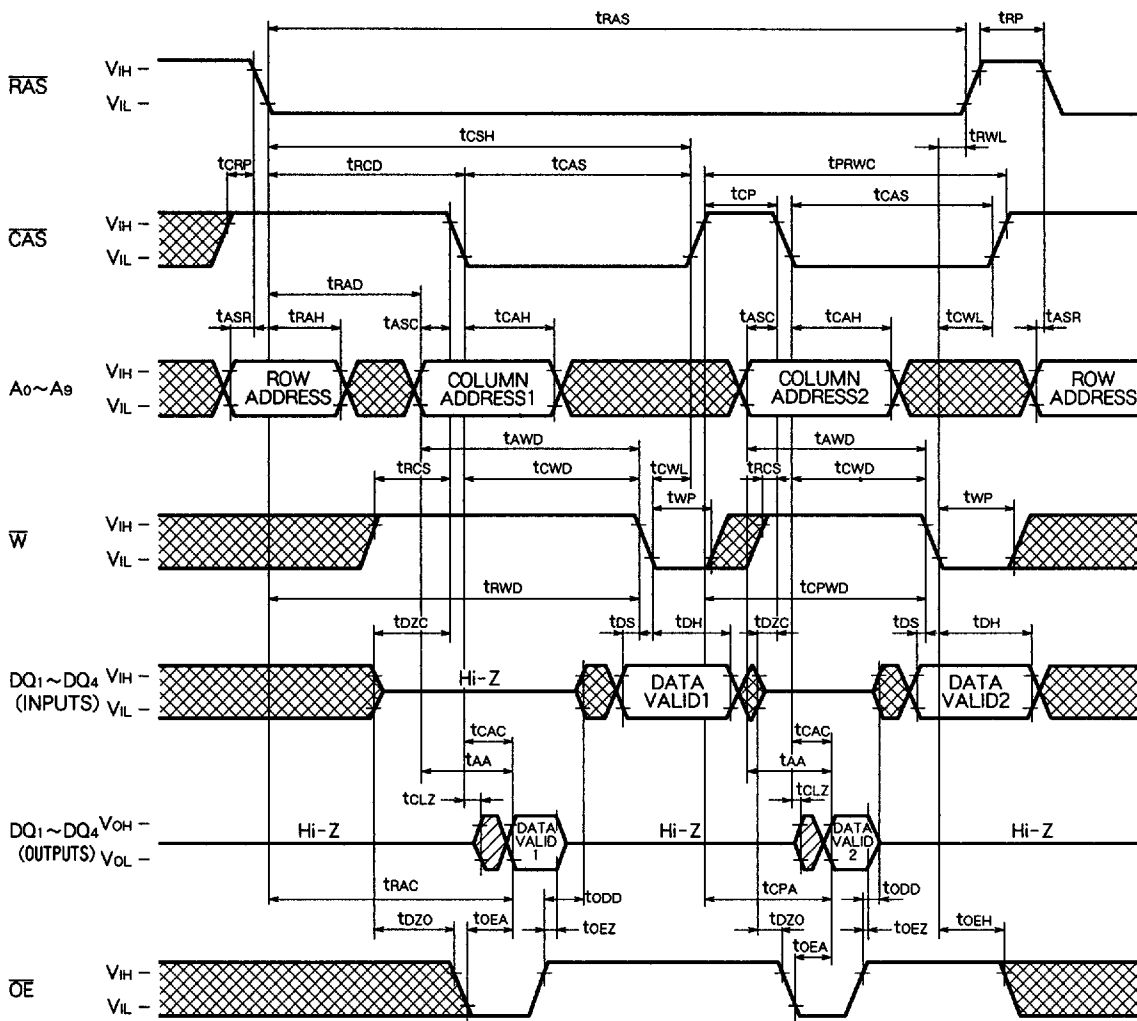 tRAS tRP
RAS
VIH –
VIL –
tCSH tRWL
tCRP tRCD tCAS tPRWC
tCP tCAS
CAS
VIH –
VIL –
tRAD
tASR tRAH tASC tCAH tASC tCAH tCWL tASR
A0~A9
VIH –
VIL –
ROW ADDRESS
COLUMN ADDRESS1
COLUMN ADDRESS2
ROW ADDRESS
tAWD tAWD
tRCS tCWD tCWL tRCS tCWD
tWP tWP
W
VIH –
VIL –
tRWD tCPWD
tDZC tDS tDH tDZC tDS tDH
DQ1~DQ4
(INPUTS)
VIH –
VIL –
Hi-Z
DATA VALID1
DATA VALID2
tCAC tCAC
tAA tAA
tCLZ tCLZ
DQ1~DQ4
(OUTPUTS)
VOH –
VOL –
Hi-Z
DATA VALID 1
Hi-Z
DATA VALID 2
Hi-Z
tRAC tODD tCPA tODD
tDZO tOEA tOEZ tDZO tOEA tOEZ tOEH
OE
VIH –
VIL –